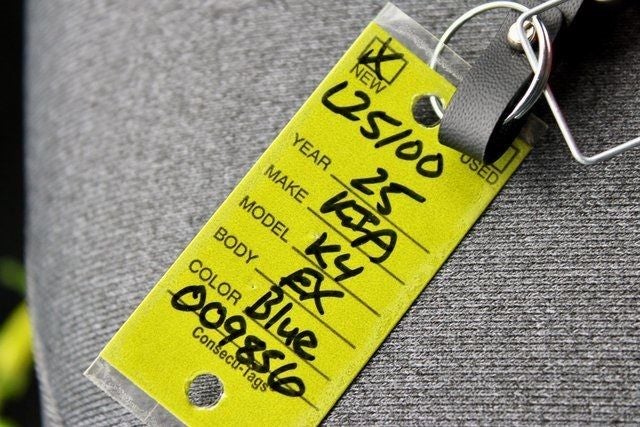 NEW
USED
L25100
YEAR 25
MAKE KIA
MODEL K4
BODY EX
COLOR Blue
009856
Consecu-Tags